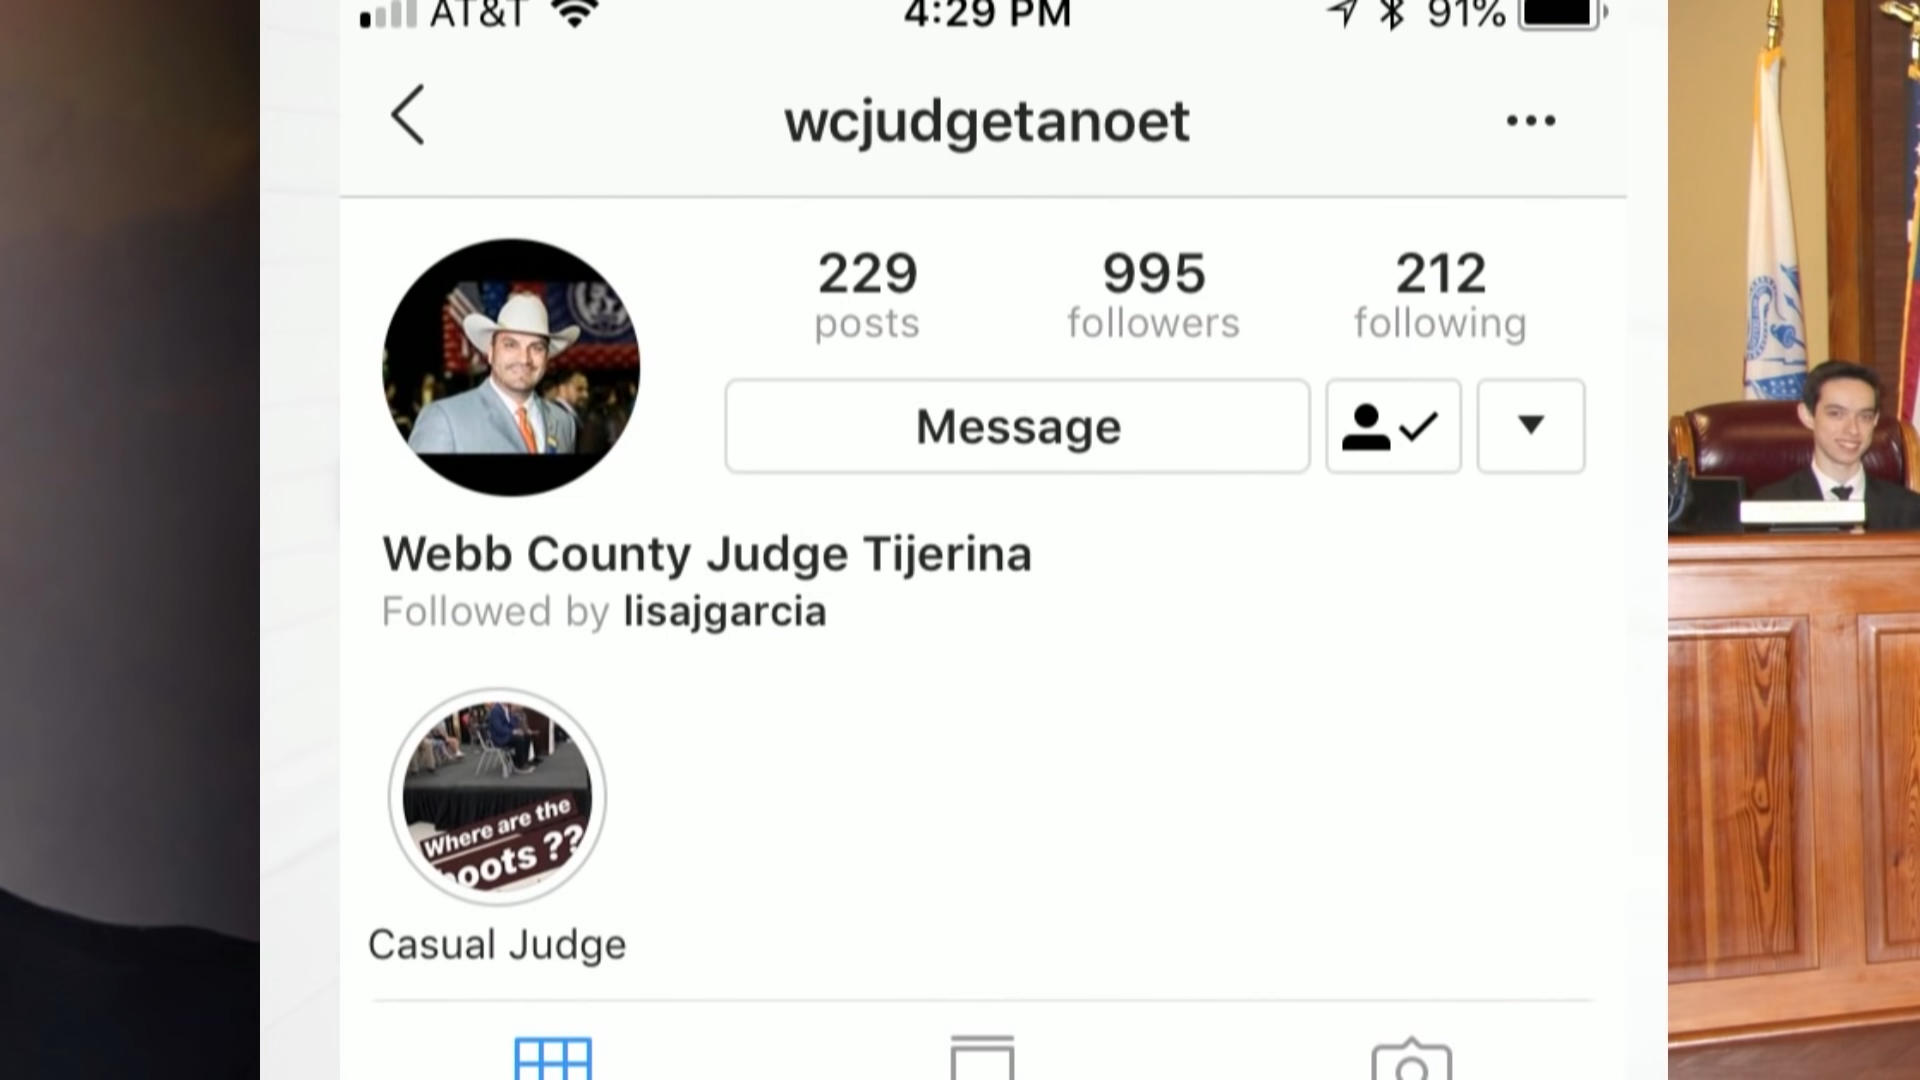 AT&T 4:29 PM 91%
wcjudgetanoet
229 995 212
posts followers following
Message
Webb County Judge Tijerina
Followed by lisajgarcia
Where are the
boots ??
Casual Judge